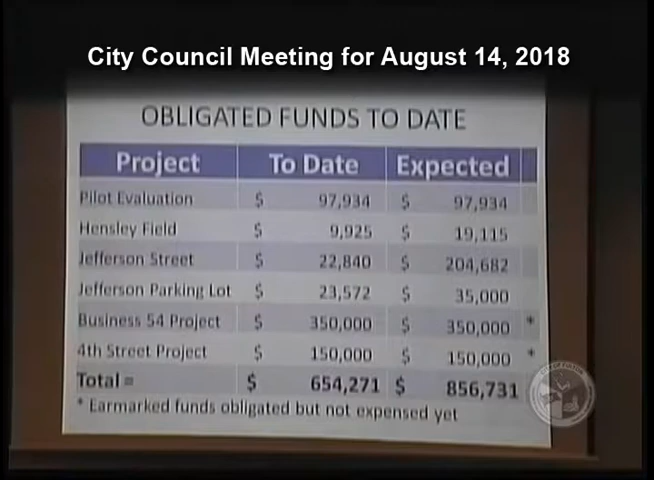 City Council Meeting for August 14, 2018
OBLIGATED FUNDS TO DATE
Project To Date Expected
Pilot Evaluation $ 97,934 $ 97,934
Hensley Field $ 9,925 $ 19,115
Jefferson Street $ 22,840 $ 204,682
Jefferson Parking Lot $ 23,572 $ 35,000
Business 54 Project $ 350,000 $ 350,000 *
4th Street Project $ 150,000 $ 150,000 *
Total = $ 654,271 $ 856,731
* Earmarked funds obligated but not expensed yet